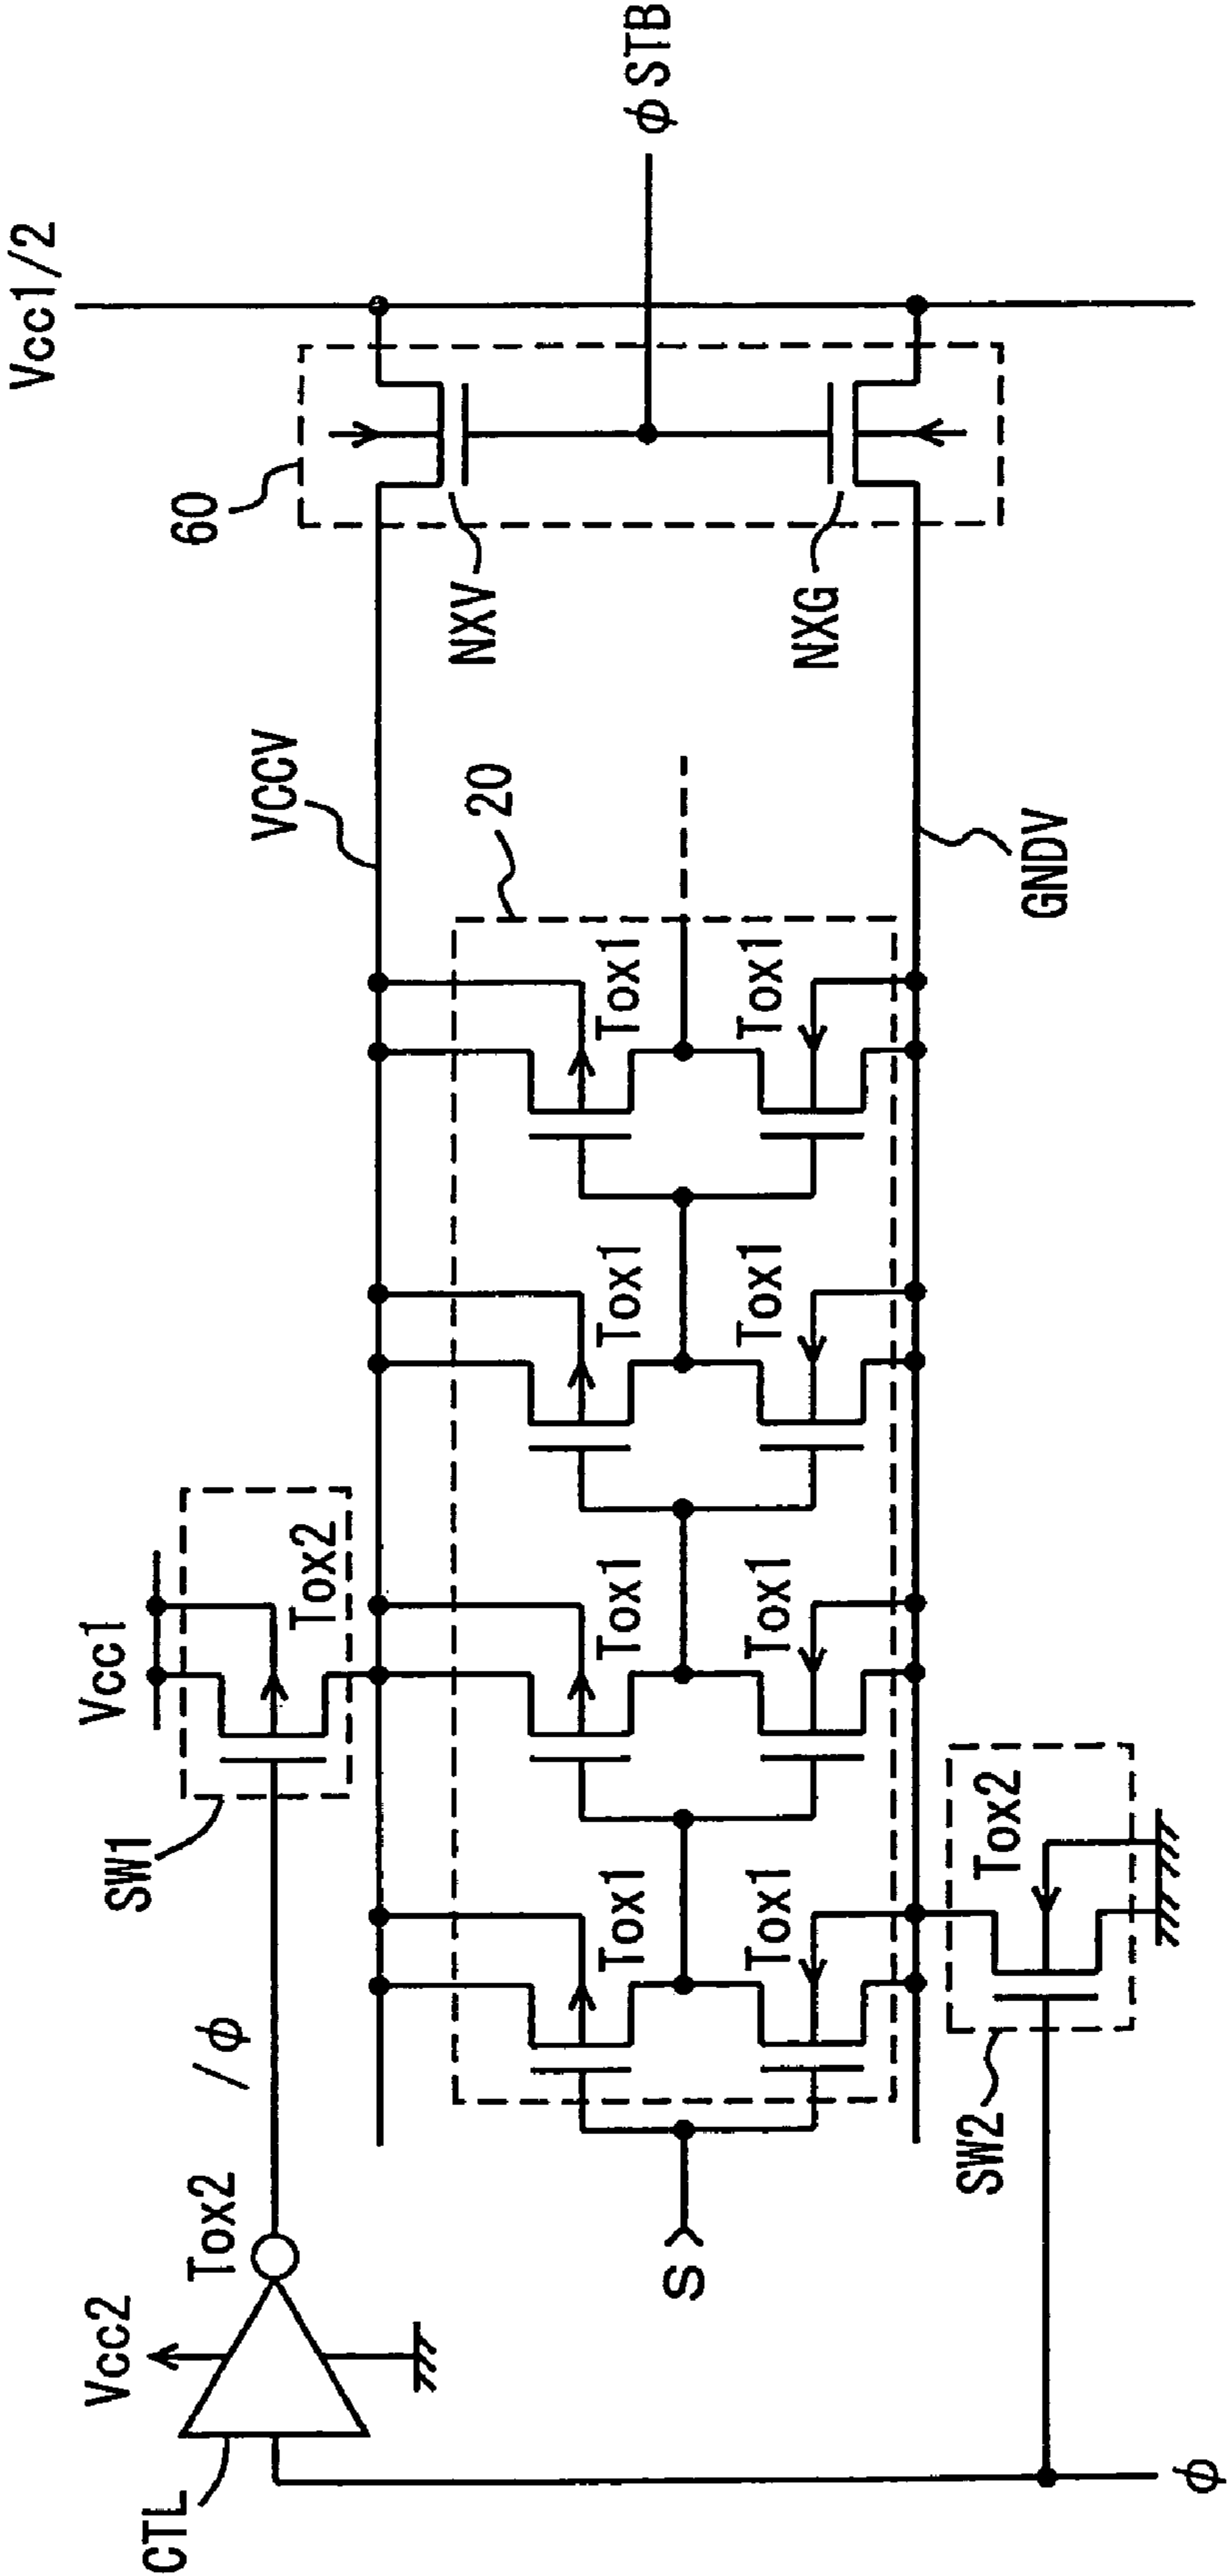 Vcc1/2
φSTB
60
NXV
NXG
VCCV
20
GNDV
Tox1
Tox1
Tox1
Tox1
Tox1
Tox1
Tox1
Tox1
Vcc1
Tox2
SW1
Tox2
SW2
/φ
Tox2
Vcc2
CTL
S
φ